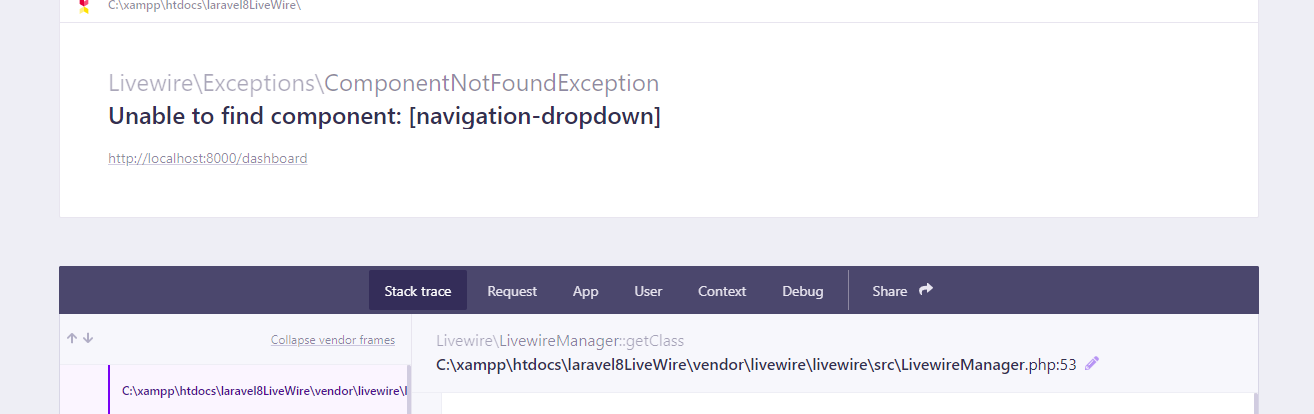 C:\xampp\htdocs\laravel8LiveWire\
Livewire\Exceptions\ComponentNotFoundException
Unable to find component: [navigation-dropdown]
http://localhost:8000/dashboard
Stack trace Request App User Context Debug Share
Collapse vendor frames
Livewire\LivewireManager::getClass
C:\xampp\htdocs\laravel8LiveWire\vendor\livewire\livewire\src\LivewireManager.php:53
C:\xampp\htdocs\laravel8LiveWire\vendor\livewire\